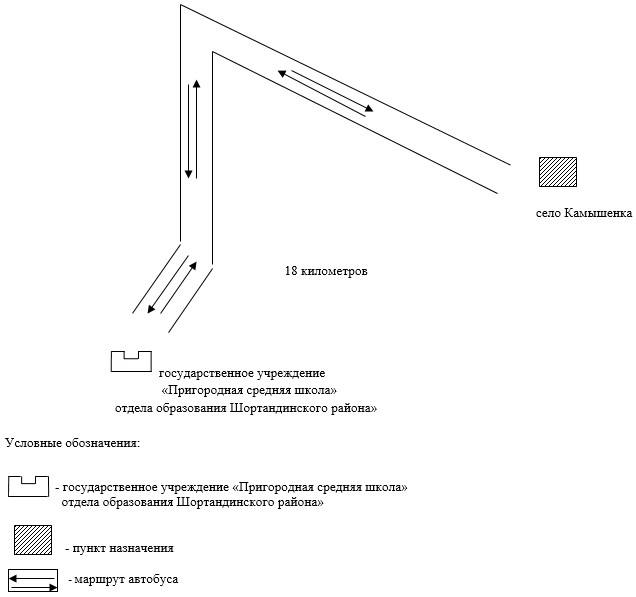 село Камышенка
18 километров
государственное учреждение
«Пригородная средняя школа»
отдела образования Шортандинского района»
Условные обозначения:
- государственное учреждение «Пригородная средняя школа»
отдела образования Шортандинского района»
- пункт назначения
- маршрут автобуса